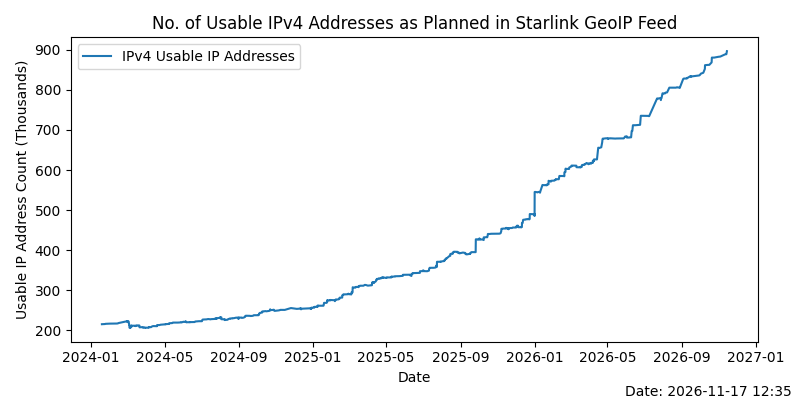 No. of Usable IPv4 Addresses as Planned in Starlink GeoIP Feed
IPv4 Usable IP Addresses
Usable IP Address Count (Thousands)
900
800
700
600
500
400
300
200
2024-01 2024-05 2024-09 2025-01 2025-05 2025-09 2026-01 2026-05 2026-09 2027-01
Date
Date: 2026-11-17 12:35